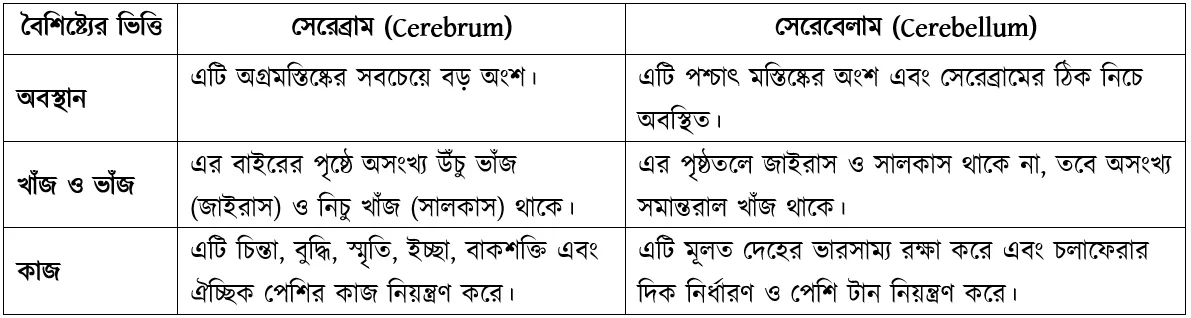 বৈশিষ্ট্যের ভিত্তি
সেরেব্রাম (Cerebrum)
সেরেবেলাম (Cerebellum)
অবস্থান
এটি অগ্রমস্তিষ্কের সবচেয়ে বড় অংশ।
এটি পশ্চাৎ মস্তিষ্কের অংশ এবং সেরেব্রামের ঠিক নিচে
অবস্থিত।
খাঁজ ও ভাঁজ
এর বাইরের পৃষ্ঠে অসংখ্য উঁচু ভাঁজ
(জাইরাস) ও নিচু খাঁজ (সালকাস) থাকে।
এর পৃষ্ঠতলে জাইরাস ও সালকাস থাকে না, তবে অসংখ্য
সমান্তরাল খাঁজ থাকে।
কাজ
এটি চিন্তা, বুদ্ধি, স্মৃতি, ইচ্ছা, বাকশক্তি এবং
ঐচ্ছিক পেশির কাজ নিয়ন্ত্রণ করে।
এটি মূলত দেহের ভারসাম্য রক্ষা করে এবং চলাফেরার
দিক নির্ধারণ ও পেশি টান নিয়ন্ত্রণ করে।